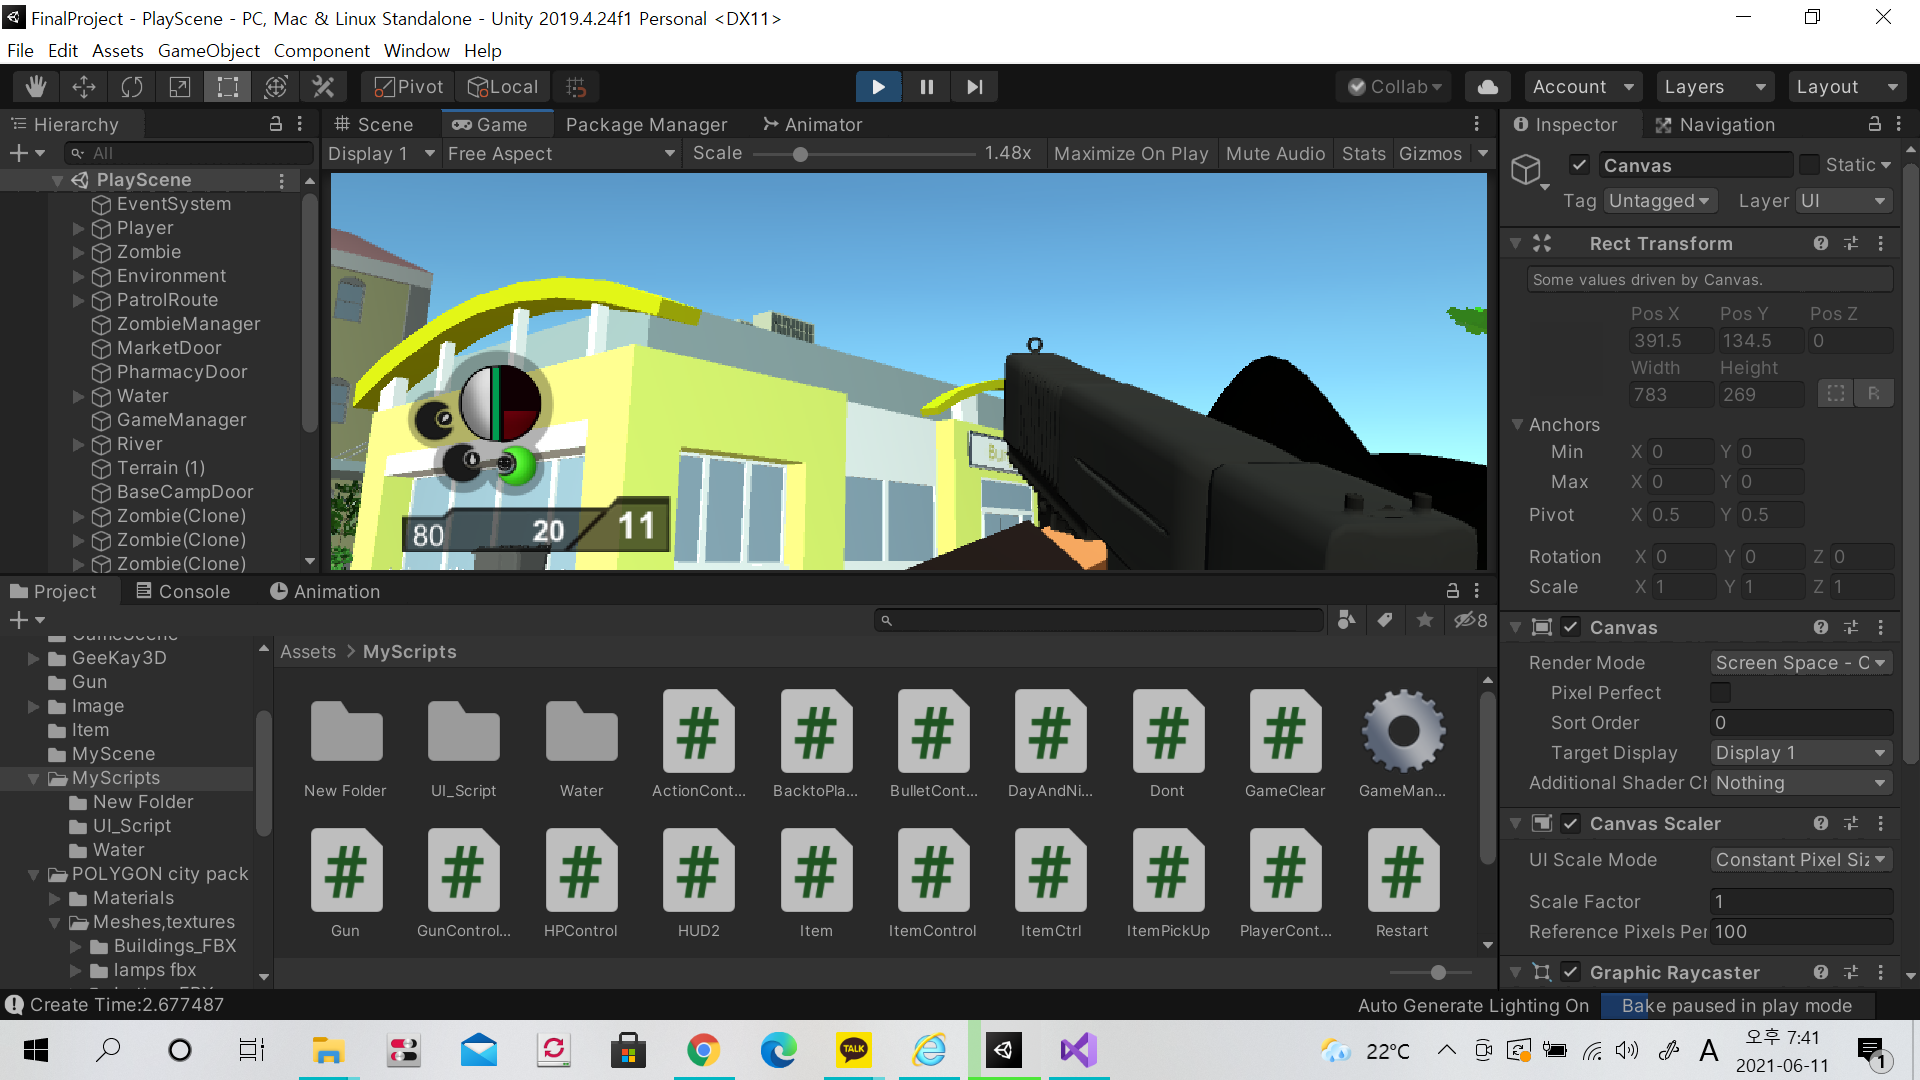 FinalProject - PlayScene - PC, Mac & Linux Standalone - Unity 2019.4.24f1 Personal <DX11>
File Edit Assets GameObject Component Window Help
Pivot Local Collab Account Layers Layout
Hierarchy
All
PlayScene
EventSystem
Player
Zombie
Environment
PatrolRoute
ZombieManager
MarketDoor
PharmacyDoor
Water
GameManager
River
Terrain (1)
BaseCampDoor
Zombie(Clone)
Zombie(Clone)
Zombie(Clone)
Scene Game Package Manager Animator
Display 1 Free Aspect Scale 1.48x Maximize On Play Mute Audio Stats Gizmos
80 20 11
Inspector Navigation
Canvas Static
Tag Untagged Layer UI
Rect Transform
Some values driven by Canvas.
Pos X Pos Y Pos Z
391.5 134.5 0
Width Height
783 269 R
Anchors
Min X 0 Y 0
Max X 0 Y 0
Pivot X 0.5 Y 0.5
Rotation X 0 Y 0 Z 0
Scale X 1 Y 1 Z 1
Canvas
Render Mode Screen Space - C
Pixel Perfect
Sort Order 0
Target Display Display 1
Additional Shader Ch Nothing
Canvas Scaler
UI Scale Mode Constant Pixel Siz
Scale Factor 1
Reference Pixels Per 100
Graphic Raycaster
Project Console Animation
8
GameScene
GeeKay3D
Gun
Image
Item
MyScene
MyScripts
New Folder
UI_Script
Water
POLYGON city pack
Materials
Meshes,textures
Buildings_FBX
lamps fbx
Assets > MyScripts
New Folder UI_Script Water ActionCont... BacktoPla... BulletCont... DayAndNi... Dont GameClear GameMan...
Gun GunControl... HPControl HUD2 Item ItemControl ItemCtrl ItemPickUp PlayerCont... Restart
Create Time:2.677487
Auto Generate Lighting On Bake paused in play mode
TALK
22°C
A
오후 7:41
2021-06-11
1